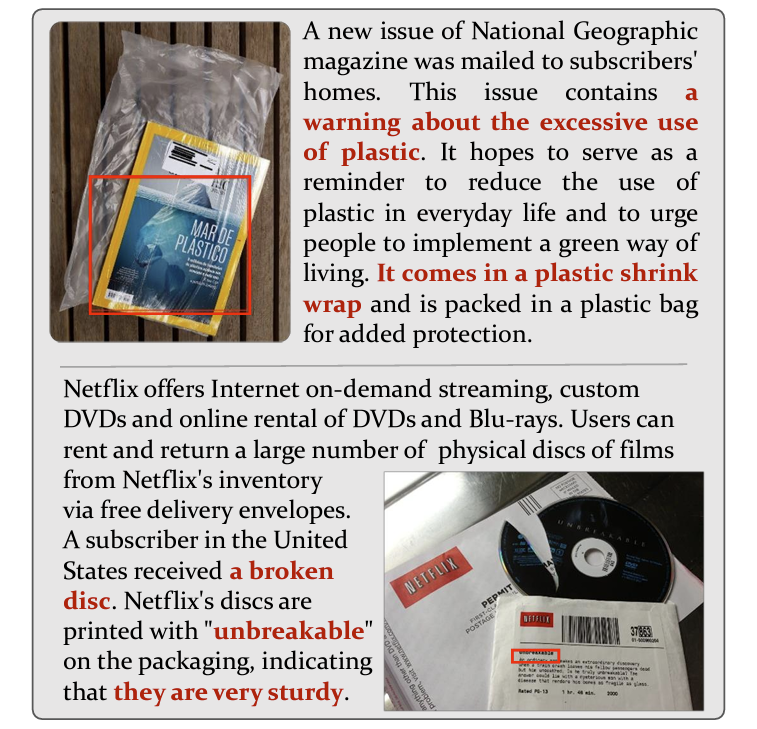 A new issue of National Geographic
magazine was mailed to subscribers'
homes. This issue contains a
warning about the excessive use
of plastic. It hopes to serve as a
reminder to reduce the use of
plastic in everyday life and to urge
people to implement a green way of
living. It comes in a plastic shrink
wrap and is packed in a plastic bag
for added protection.
MAR DE
PLÁSTICO
Netflix offers Internet on-demand streaming, custom
DVDs and online rental of DVDs and Blu-rays. Users can
rent and return a large number of physical discs of films
from Netflix's inventory
via free delivery envelopes.
A subscriber in the United
States received a broken
disc. Netflix's discs are
printed with "unbreakable"
on the packaging, indicating
that they are very sturdy.
UNBREAKABLE
NETFLIX
PERMIT
FIRST-CL
POSTAGE
NETFLIX
Unbreakable
Rated PG-13 1 hr. 46 min. 2000